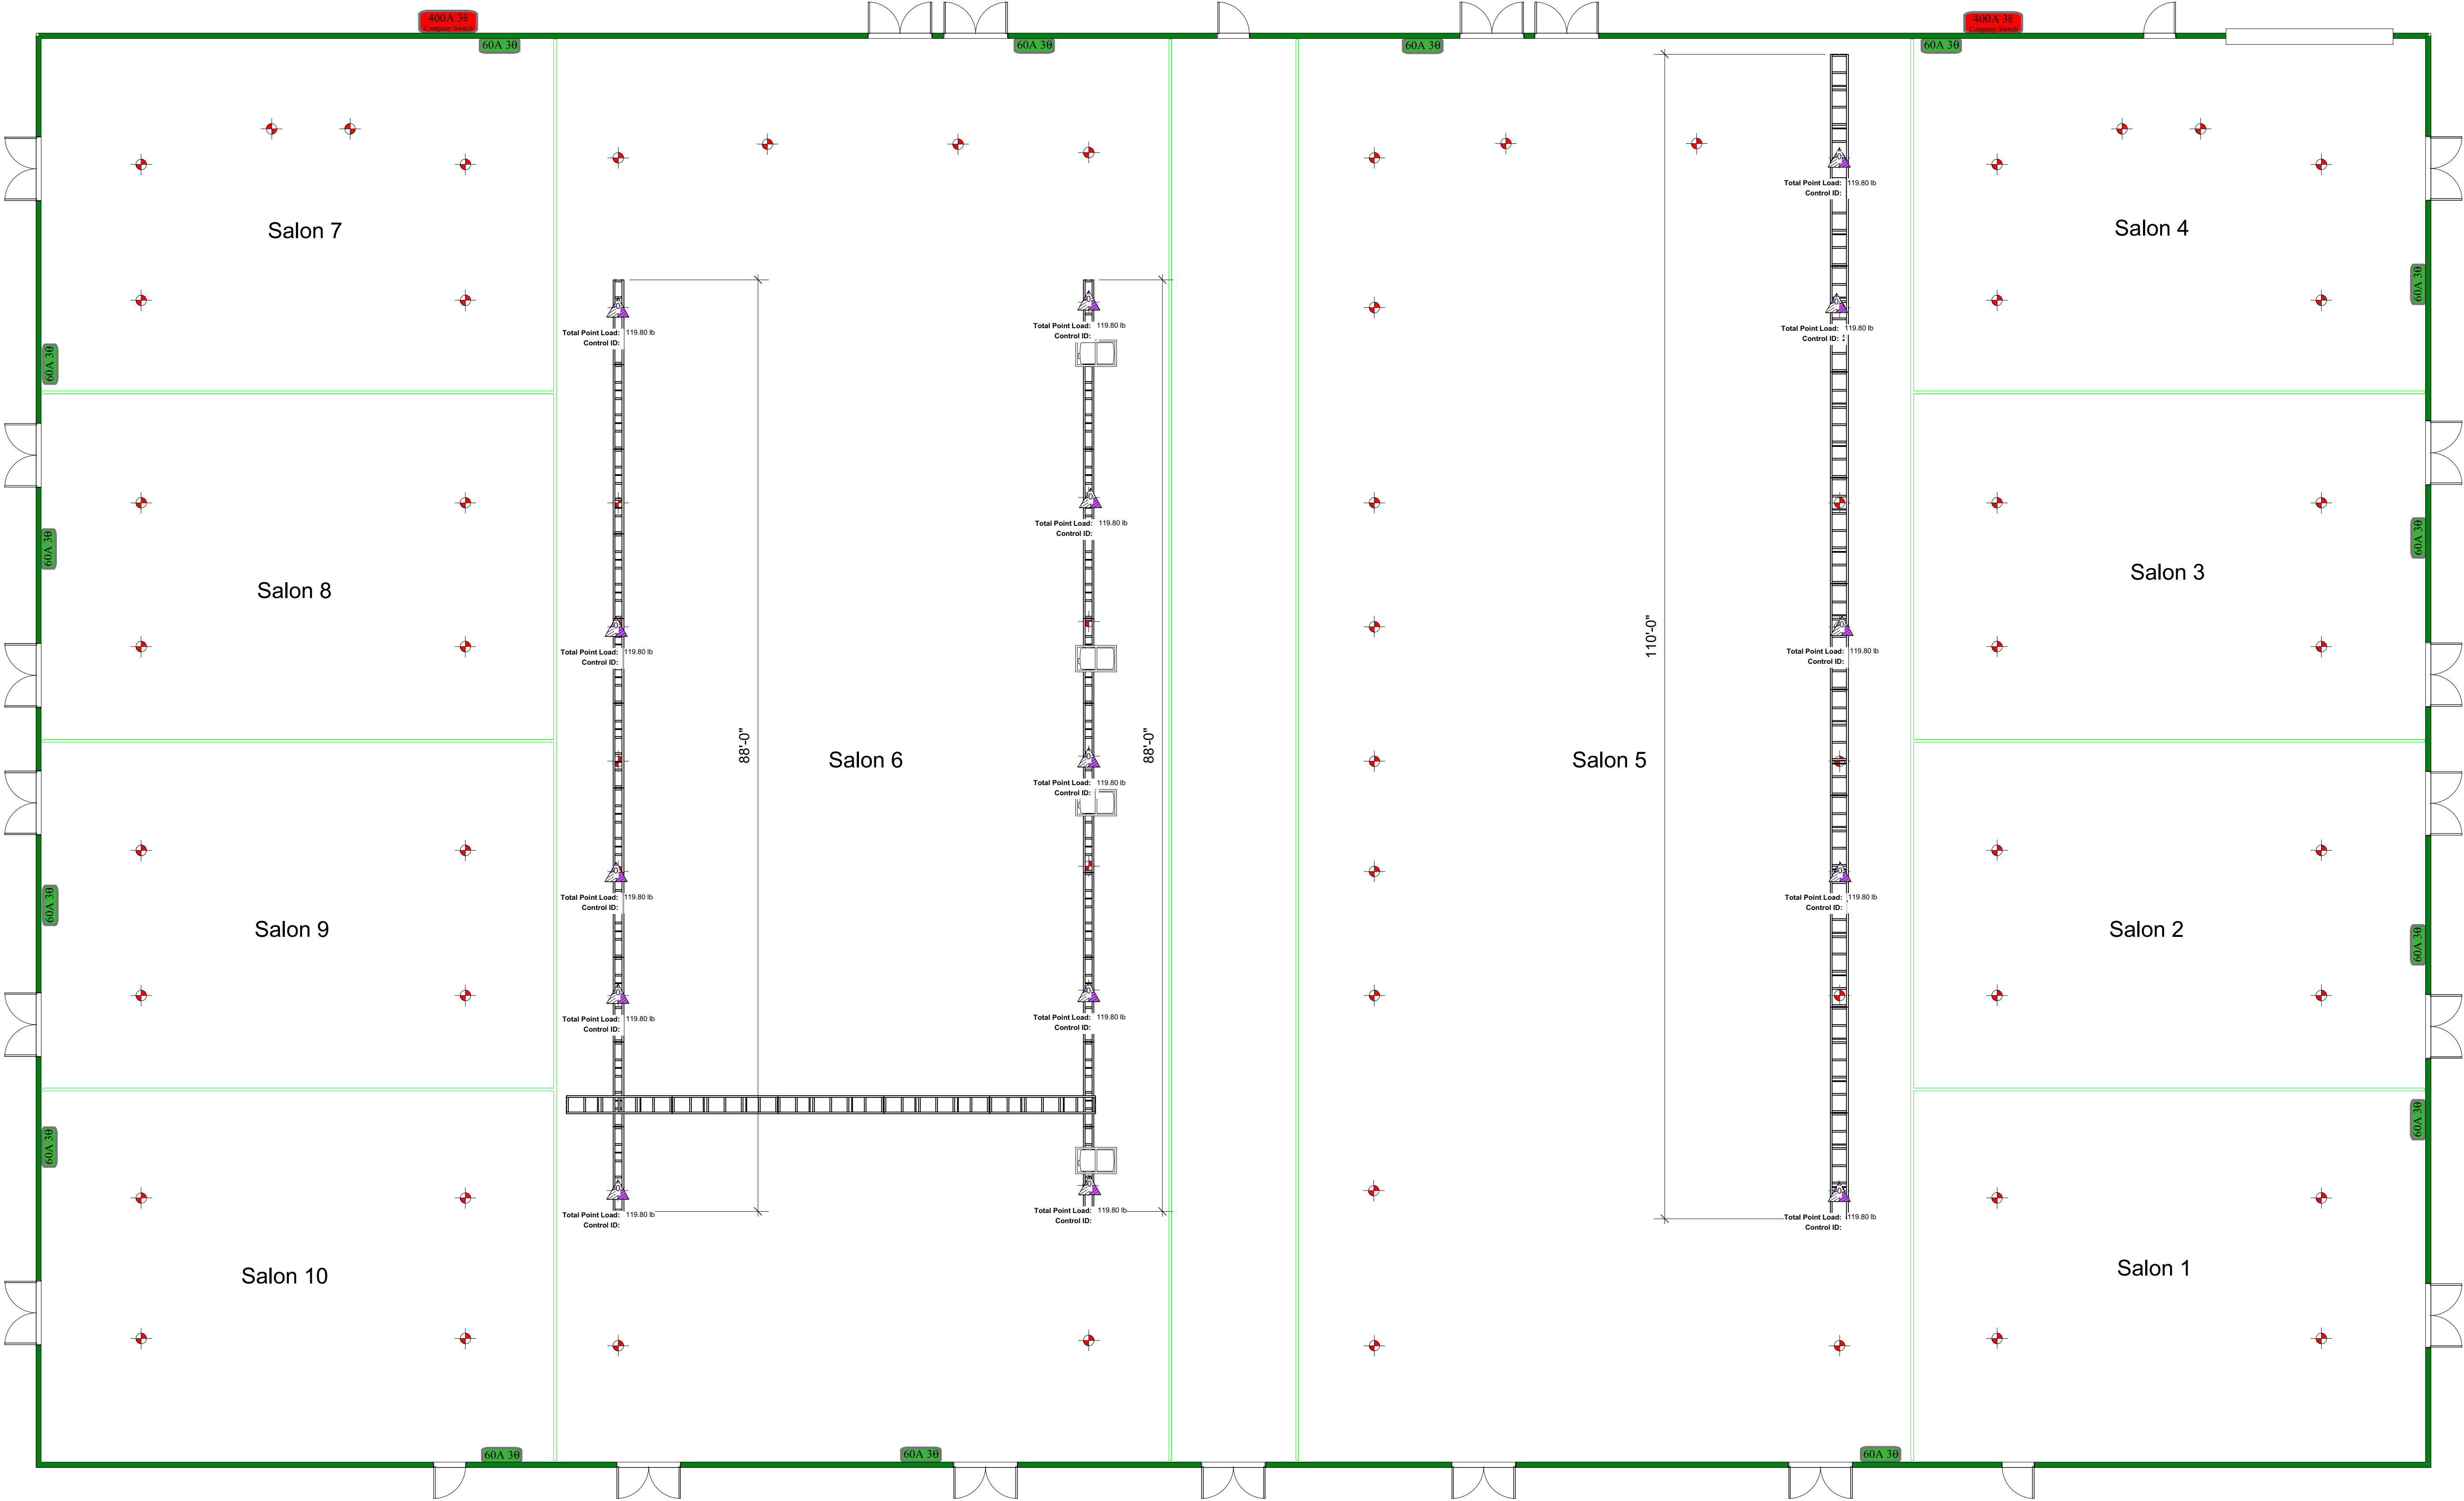 400A 3θ
Company Switch
400A 3θ
Company Switch
60A 3θ
60A 3θ
60A 3θ
60A 3θ
Total Point Load: 119.80 lb
Control ID:
Salon 7
Salon 4
60A 3θ
Total Point Load: 119.80 lb
Control ID:
Total Point Load: 119.80 lb
Control ID:
Total Point Load: 119.80 lb
Control ID:
60A 3θ
Total Point Load: 119.80 lb
Control ID:
60A 3θ
60A 3θ
Salon 8
Salon 3
Total Point Load: 119.80 lb
Control ID:
Total Point Load: 119.80 lb
Control ID:
110'-0"
88'-0"
88'-0"
Salon 6
Salon 5
Total Point Load: 119.80 lb
Control ID:
60A 3θ
Total Point Load: 119.80 lb
Control ID:
Total Point Load: 119.80 lb
Control ID:
Salon 9
Salon 2
60A 3θ
Total Point Load: 119.80 lb
Control ID:
Total Point Load: 119.80 lb
Control ID:
60A 3θ
60A 3θ
Total Point Load: 119.80 lb
Control ID:
Total Point Load: 119.80 lb
Control ID:
Total Point Load: 119.80 lb
Control ID:
Salon 10
Salon 1
60A 3θ
60A 3θ
60A 3θ